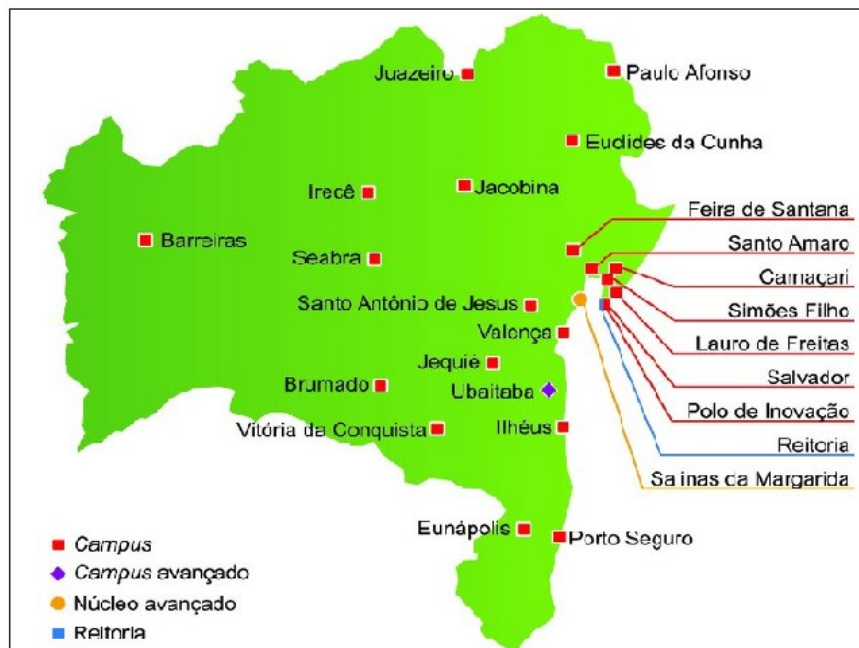 Juazeiro
Paulo Afonso
Euclides da Cunha
Irecê
Jacobina
Feira de Santana
Barreiras
Santo Amaro
Seabra
Camaçari
Santo Antônio de Jesus
Simões Filho
Valença
Lauro de Freitas
Jequié
Salvador
Brumado
Ubaitaba
Polo de Inovação
Vitória da Conquista
Ilhéus
Reitoria
Salinas da Margarida
Eunápolis
Porto Seguro
Campus
Campus avançado
Núcleo avançado
Reitoria